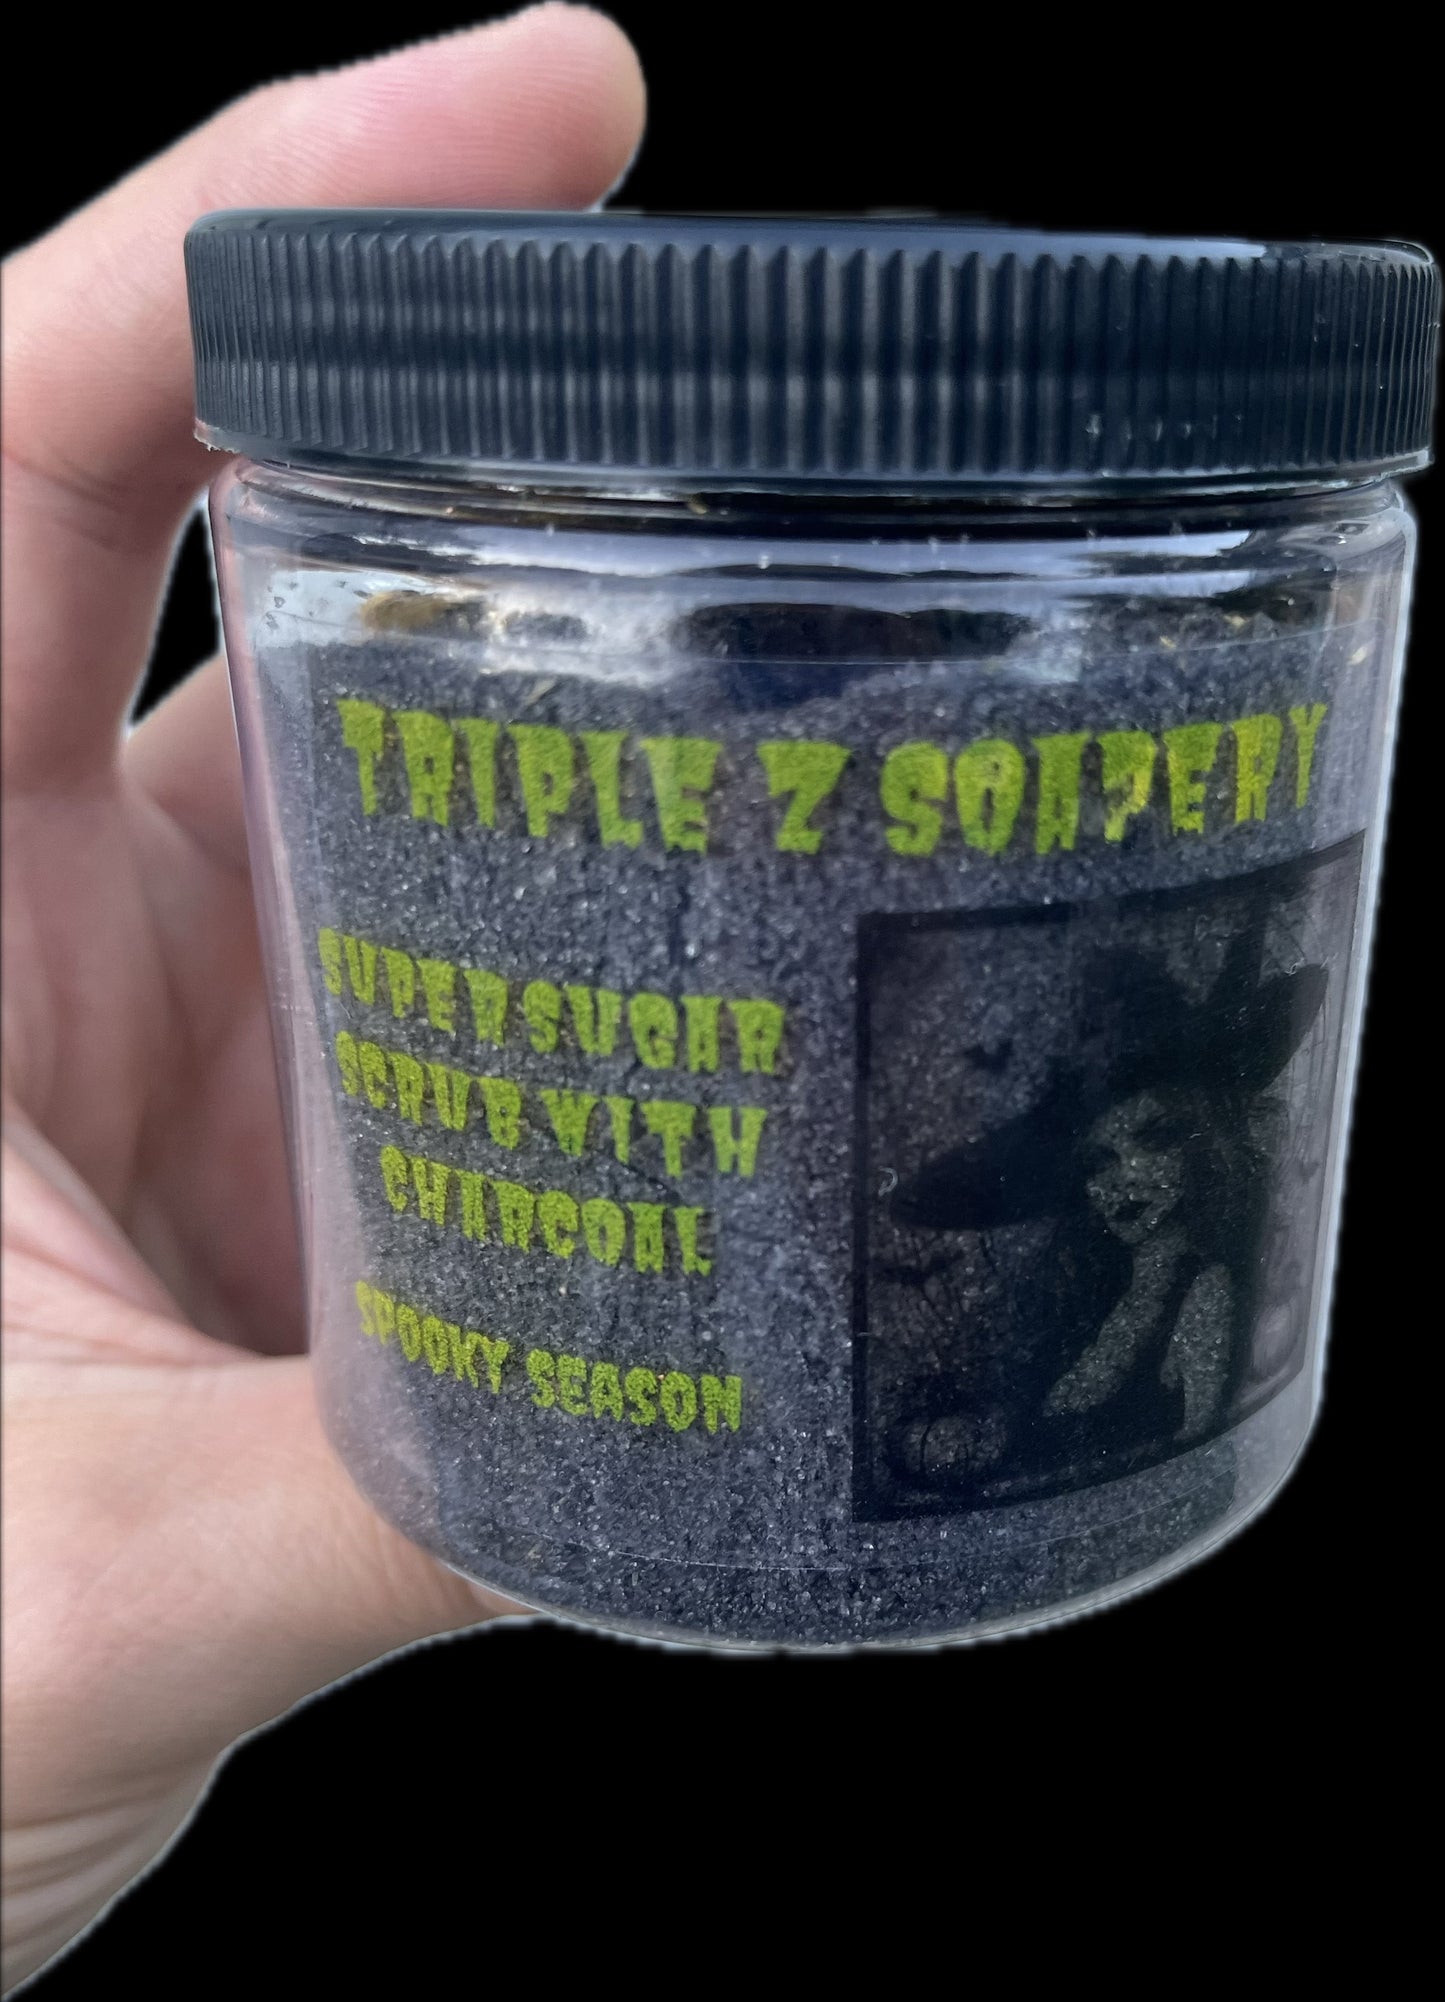 TRIPLE Z SOAPERY
SUPER SUGAR
SCRUB WITH
CHARCOAL
SPOOKY SEASON